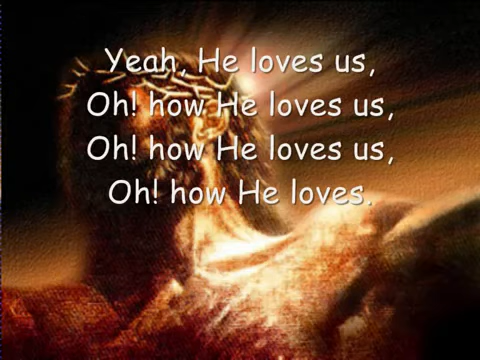 Yeah, He loves us,
Oh! how He loves us,
Oh! how He loves us,
Oh! how He loves.